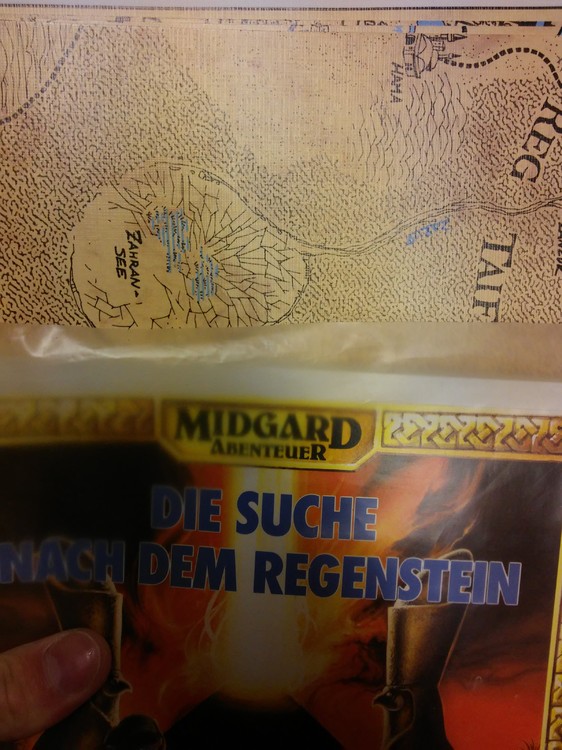 HAMA
REG
TAIF
ZAHRAN-
SEE
MIDGARD
ABENTEUER
DIE SUCHE
NACH DEM REGENSTEIN